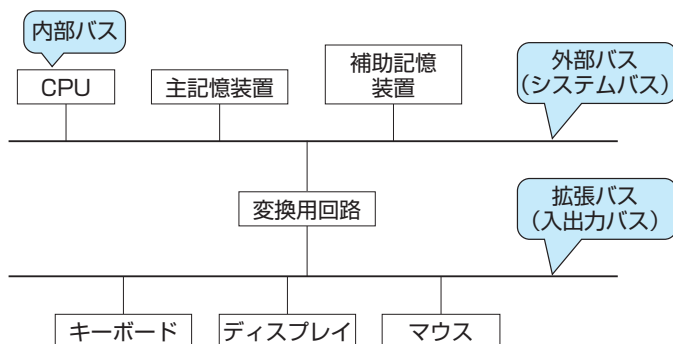 内部バス
CPU
主記憶装置
補助記憶
装置
外部バス
(システムバス)
変換用回路
拡張バス
(入出力バス)
キーボード
ディスプレイ
マウス